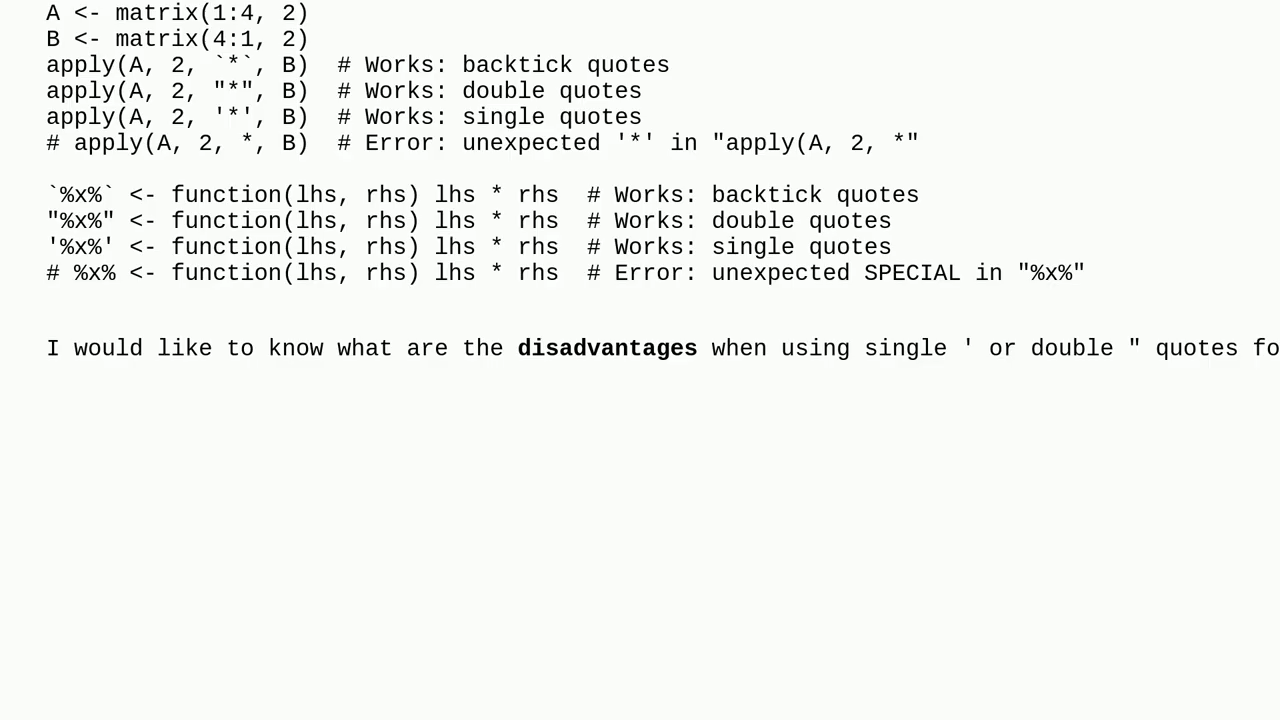 A <- matrix(1:4, 2)
B <- matrix(4:1, 2)
apply(A, 2, `*`, B)  # Works: backtick quotes
apply(A, 2, "*", B)  # Works: double quotes
apply(A, 2, '*', B)  # Works: single quotes
# apply(A, 2, *, B)  # Error: unexpected '*' in "apply(A, 2, *"
`%x%` <- function(lhs, rhs) lhs * rhs  # Works: backtick quotes
"%x%" <- function(lhs, rhs) lhs * rhs  # Works: double quotes
'%x%' <- function(lhs, rhs) lhs * rhs  # Works: single quotes
# %x% <- function(lhs, rhs) lhs * rhs  # Error: unexpected SPECIAL in "%x%"
I would like to know what are the disadvantages when using single ' or double " quotes fo